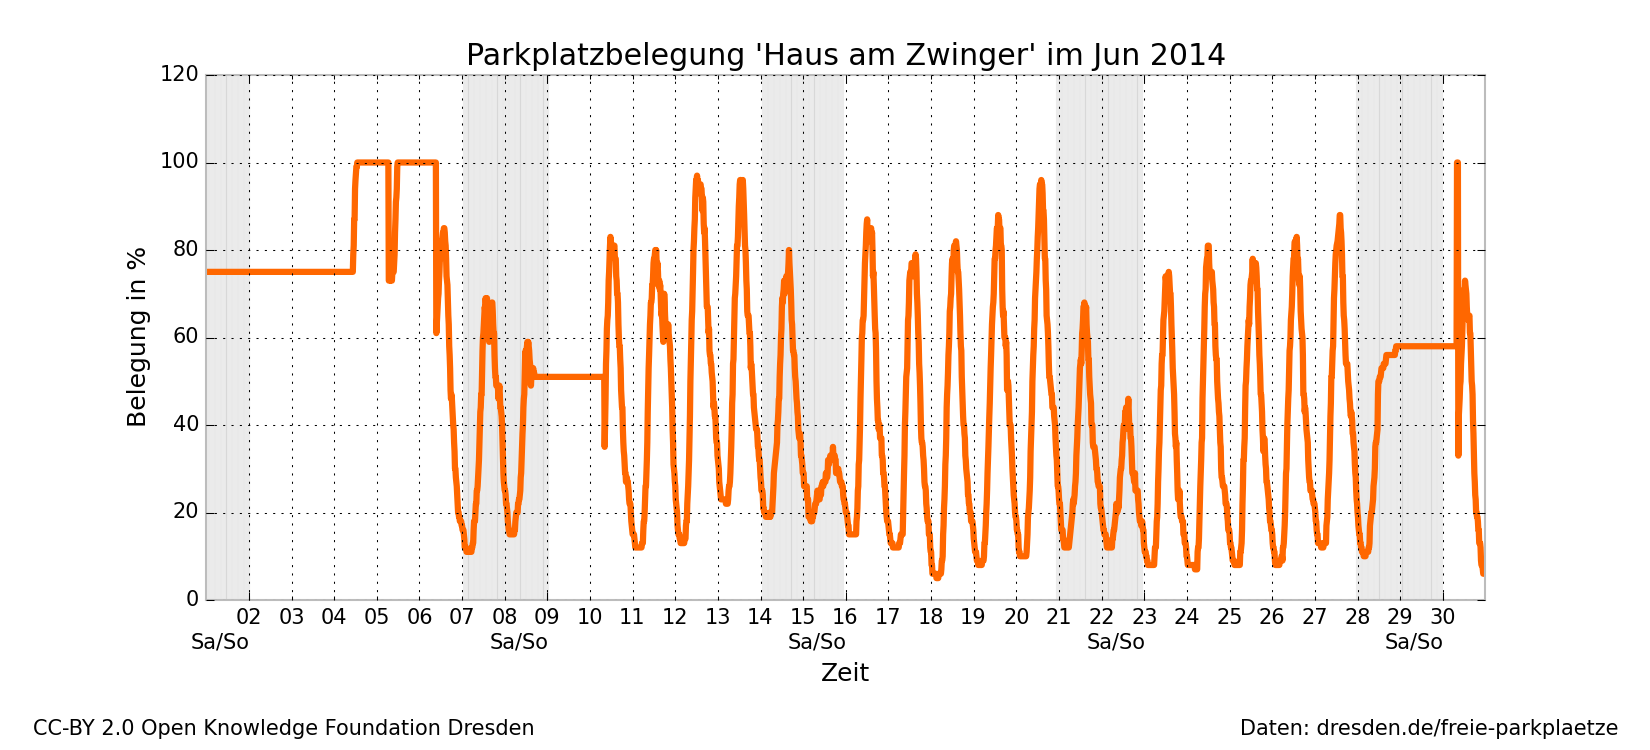 Parkplatzbelegung 'Haus am Zwinger' im Jun 2014
120
100
80
60
40
20
0
Belegung in %
02 03 04 05 06 07 08 09 10 11 12 13 14 15 16 17 18 19 20 21 22 23 24 25 26 27 28 29 30
Sa/So Sa/So Sa/So Sa/So Sa/So
Zeit
CC-BY 2.0 Open Knowledge Foundation Dresden
Daten: dresden.de/freie-parkplaetze